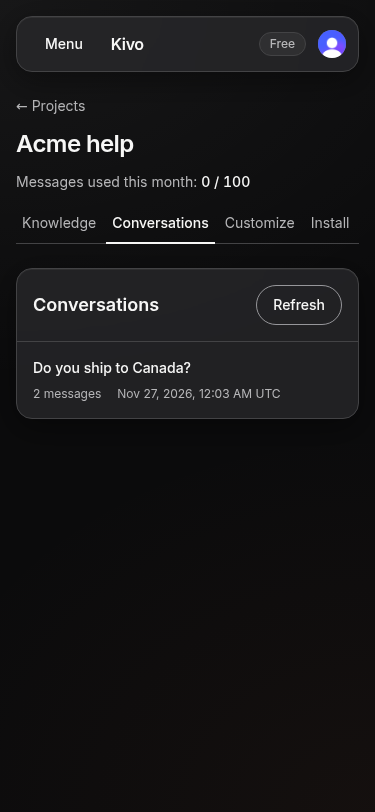 Menu Kivo Free
← Projects
Acme help
Messages used this month: 0 / 100
Knowledge Conversations Customize Install
Conversations Refresh
Do you ship to Canada?
2 messages Nov 27, 2026, 12:03 AM UTC